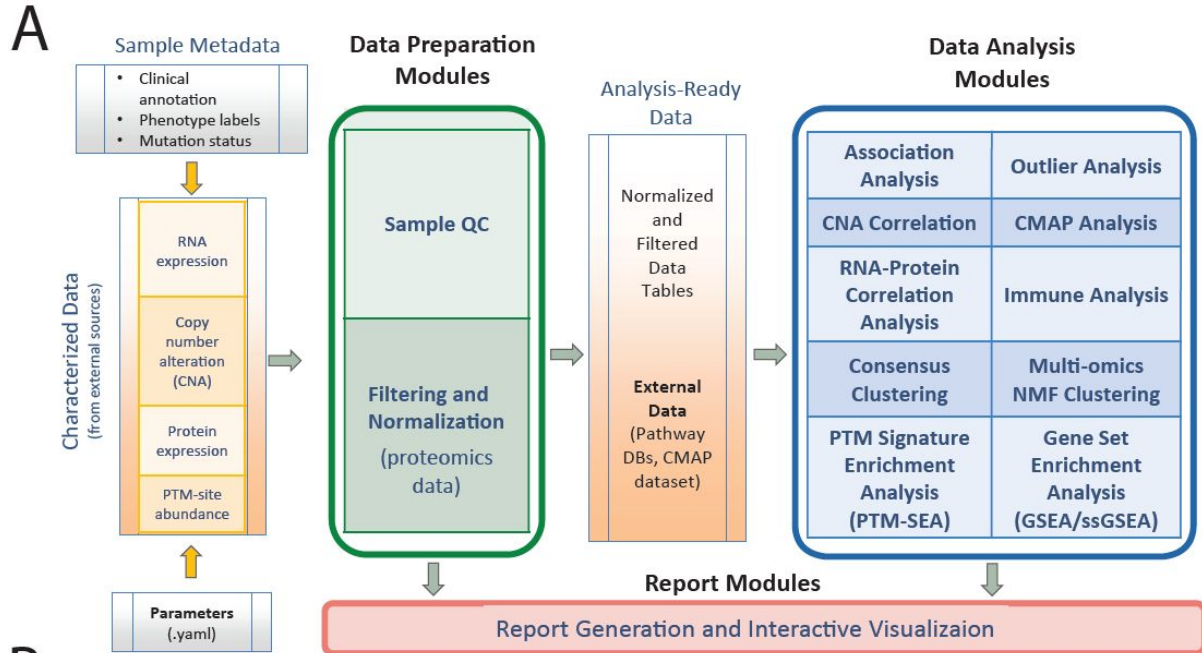 A
Sample Metadata
• Clinical
annotation
• Phenotype labels
• Mutation status
Characterized Data
(from external sources)
RNA
expression
Copy
number
alteration
(CNA)
Protein
expression
PTM-site
abundance
Parameters
(.yaml)
Data Preparation
Modules
Sample QC
Filtering and
Normalization
(proteomics
data)
Analysis-Ready
Data
Normalized
and
Filtered
Data
Tables
External
Data
(Pathway
DBs, CMAP
dataset)
Data Analysis
Modules
Association
Analysis
Outlier Analysis
CNA Correlation
CMAP Analysis
RNA-Protein
Correlation
Analysis
Immune Analysis
Consensus
Clustering
Multi-omics
NMF Clustering
PTM Signature
Enrichment
Analysis
(PTM-SEA)
Gene Set
Enrichment
Analysis
(GSEA/ssGSEA)
Report Modules
Report Generation and Interactive Visualizaion